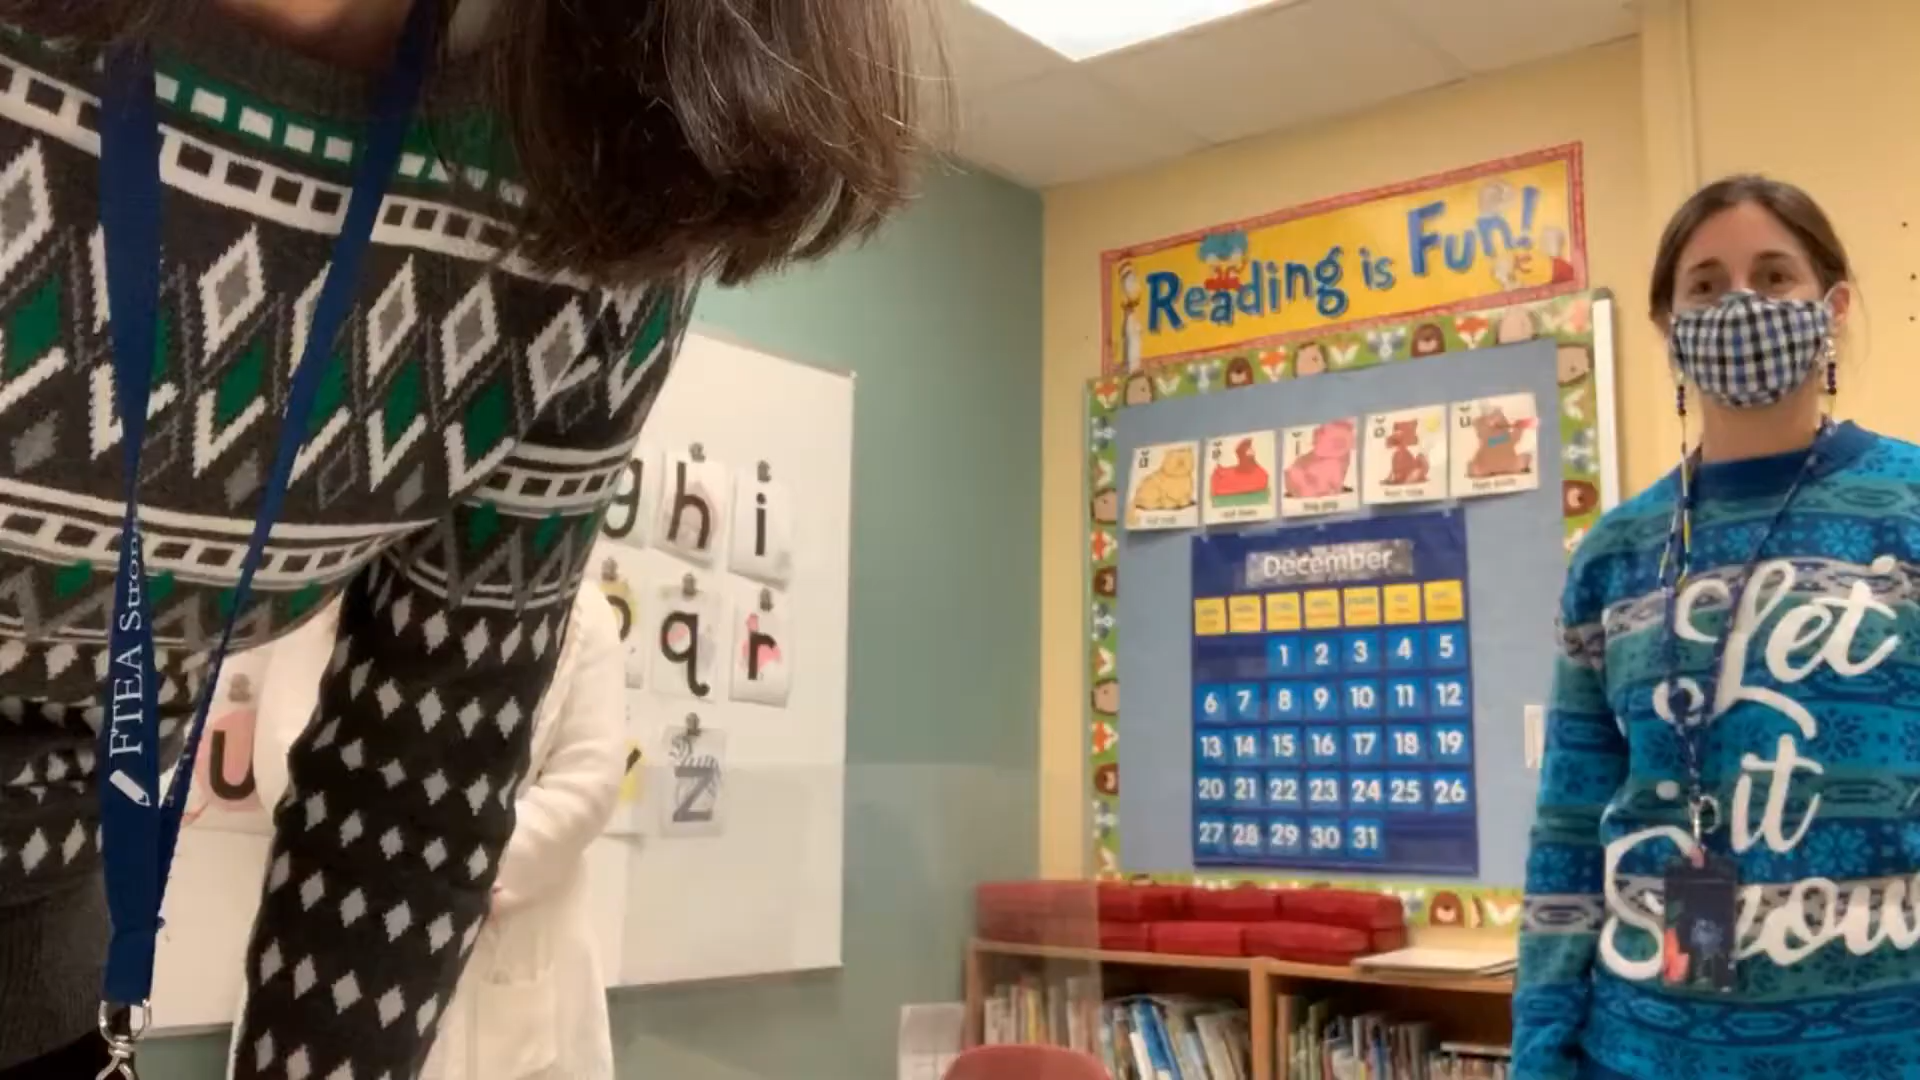 Reading is Fun!
FTEA Strong
g h i
q r
u
z
ă ĕ ĭ ŏ ŭ
December
1 2 3 4 5
6 7 8 9 10 11 12
13 14 15 16 17 18 19
20 21 22 23 24 25 26
27 28 29 30 31
Let
it
Snow